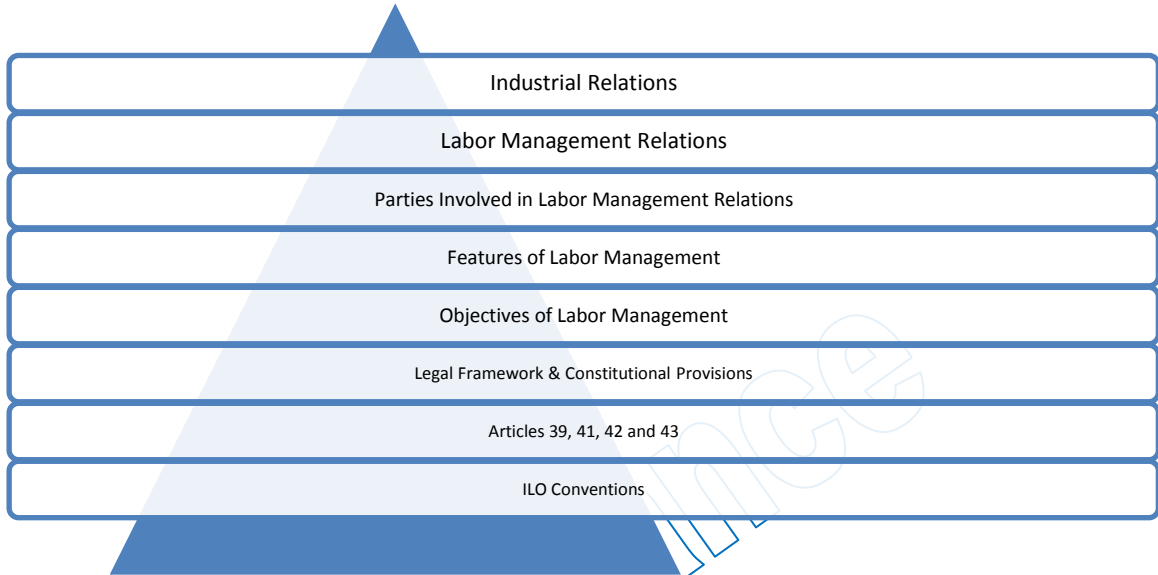 Industrial Relations
Labor Management Relations
Parties Involved in Labor Management Relations
Features of Labor Management
Objectives of Labor Management
Legal Framework & Constitutional Provisions
Articles 39, 41, 42 and 43
ILO Conventions